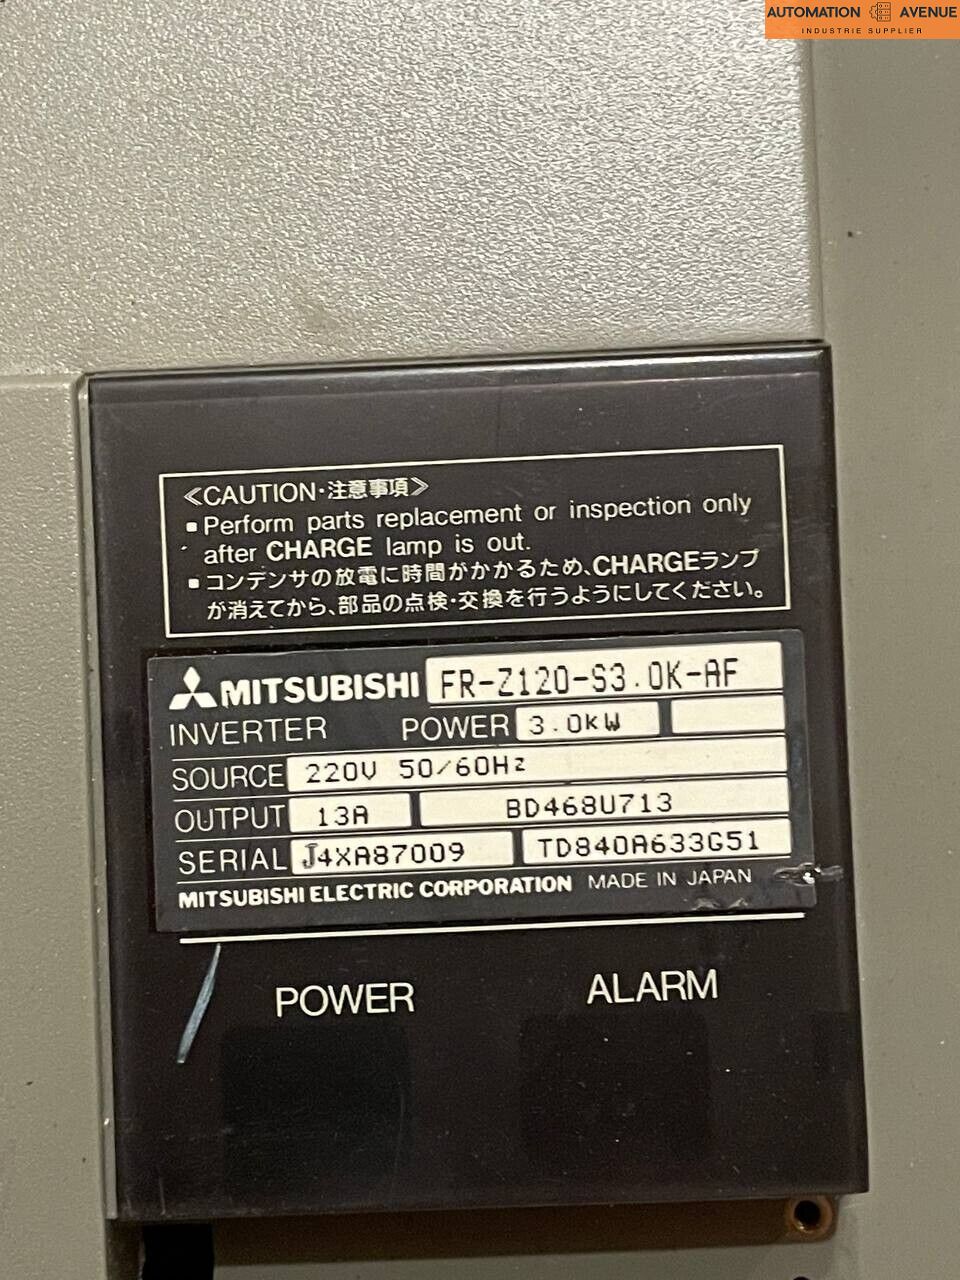 AUTOMATION AVENUE
INDUSTRIE SUPPLIER
≪CAUTION・注意事項≫
▪ Perform parts replacement or inspection only
after CHARGE lamp is out.
▪ コンデンサの放電に時間がかかるため、CHARGEランプ
が消えてから、部品の点検・交換を行うようにしてください。
MITSUBISHI FR-Z120-S3.0K-AF
INVERTER POWER 3.0kW
SOURCE 220V 50/60Hz
OUTPUT 13A BD468U713
SERIAL J4XA87009 TD840A633G51
MITSUBISHI ELECTRIC CORPORATION MADE IN JAPAN
POWER ALARM